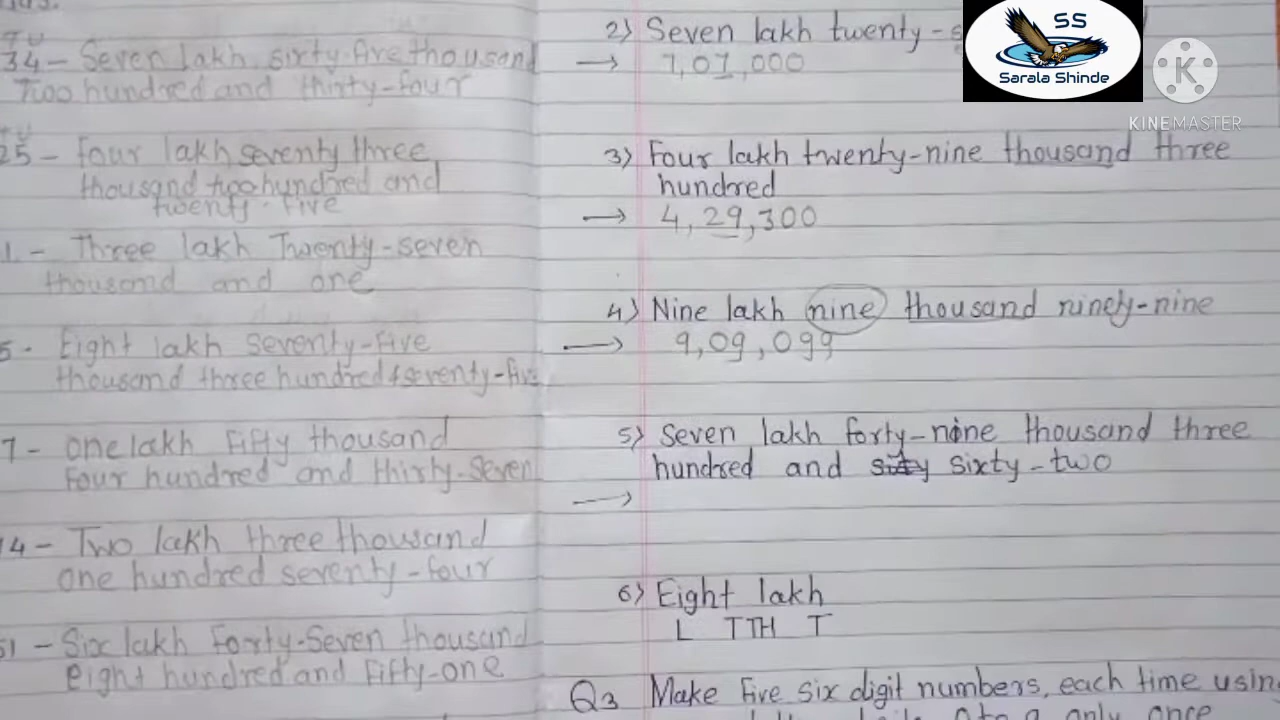 34 - Seven lakh sixty five thousand
Two hundred and thirty-four
25 - four lakh seventy three
thousand two hundred and
twenty-five
1 - Three lakh Twenty-seven
thousand and one
5 - Eight lakh seventy-five
thousand three hundred & seventy-five
7 - one lakh fifty thousand
four hundred and thirty-seven
14 - Two lakh three thousand
one hundred seventy-four
51 - Six lakh forty-seven thousand
eight hundred and fifty-one
2) Seven lakh twenty-
→ 7,07,000
3) Four lakh twenty-nine thousand three
hundred
→ 4,29,300
4) Nine lakh nine thousand ninety-nine
→ 9,09,099
5) Seven lakh forty-nine thousand three
hundred and sixty-two
→
6) Eight lakh
L TTH T
Q3 Make five six digit numbers, each time using
only once
SS
Sarala Shinde
K
KINEMASTER